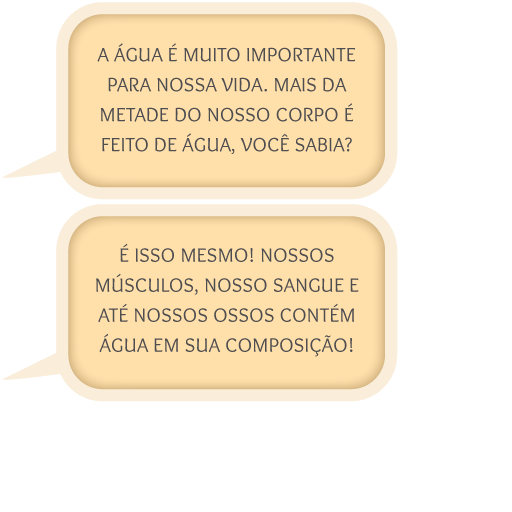 A ÁGUA É MUITO IMPORTANTE
PARA NOSSA VIDA. MAIS DA
METADE DO NOSSO CORPO É
FEITO DE ÁGUA, VOCÊ SABIA?
É ISSO MESMO! NOSSOS
MÚSCULOS, NOSSO SANGUE E
ATÉ NOSSOS OSSOS CONTÉM
ÁGUA EM SUA COMPOSIÇÃO!